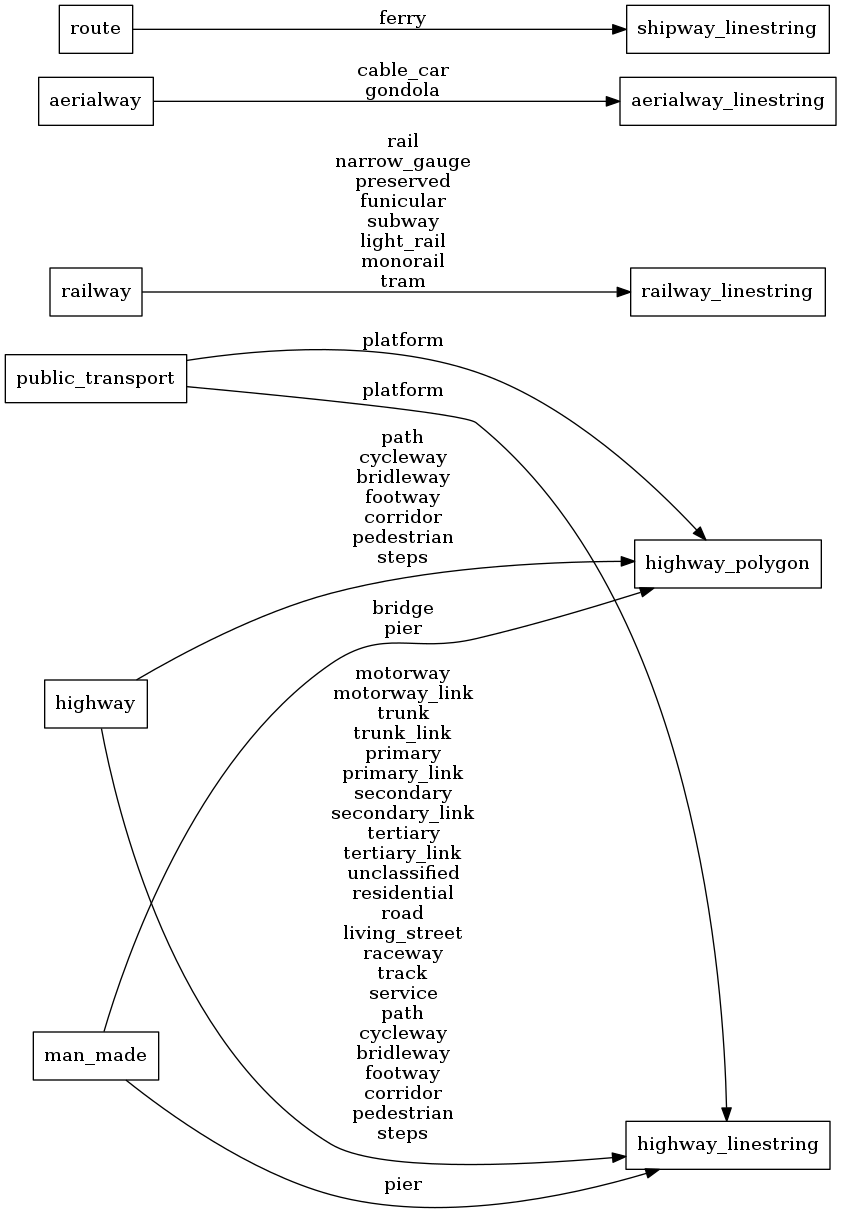 route
ferry
shipway_linestring
aerialway
cable_car
gondola
aerialway_linestring
rail
narrow_gauge
preserved
funicular
subway
light_rail
monorail
tram
railway
railway_linestring
public_transport
platform
platform
path
cycleway
bridleway
footway
corridor
pedestrian
steps
highway_polygon
bridge
pier
highway
motorway
motorway_link
trunk
trunk_link
primary
primary_link
secondary
secondary_link
tertiary
tertiary_link
unclassified
residential
road
living_street
raceway
track
service
path
cycleway
bridleway
footway
corridor
pedestrian
steps
man_made
highway_linestring
pier